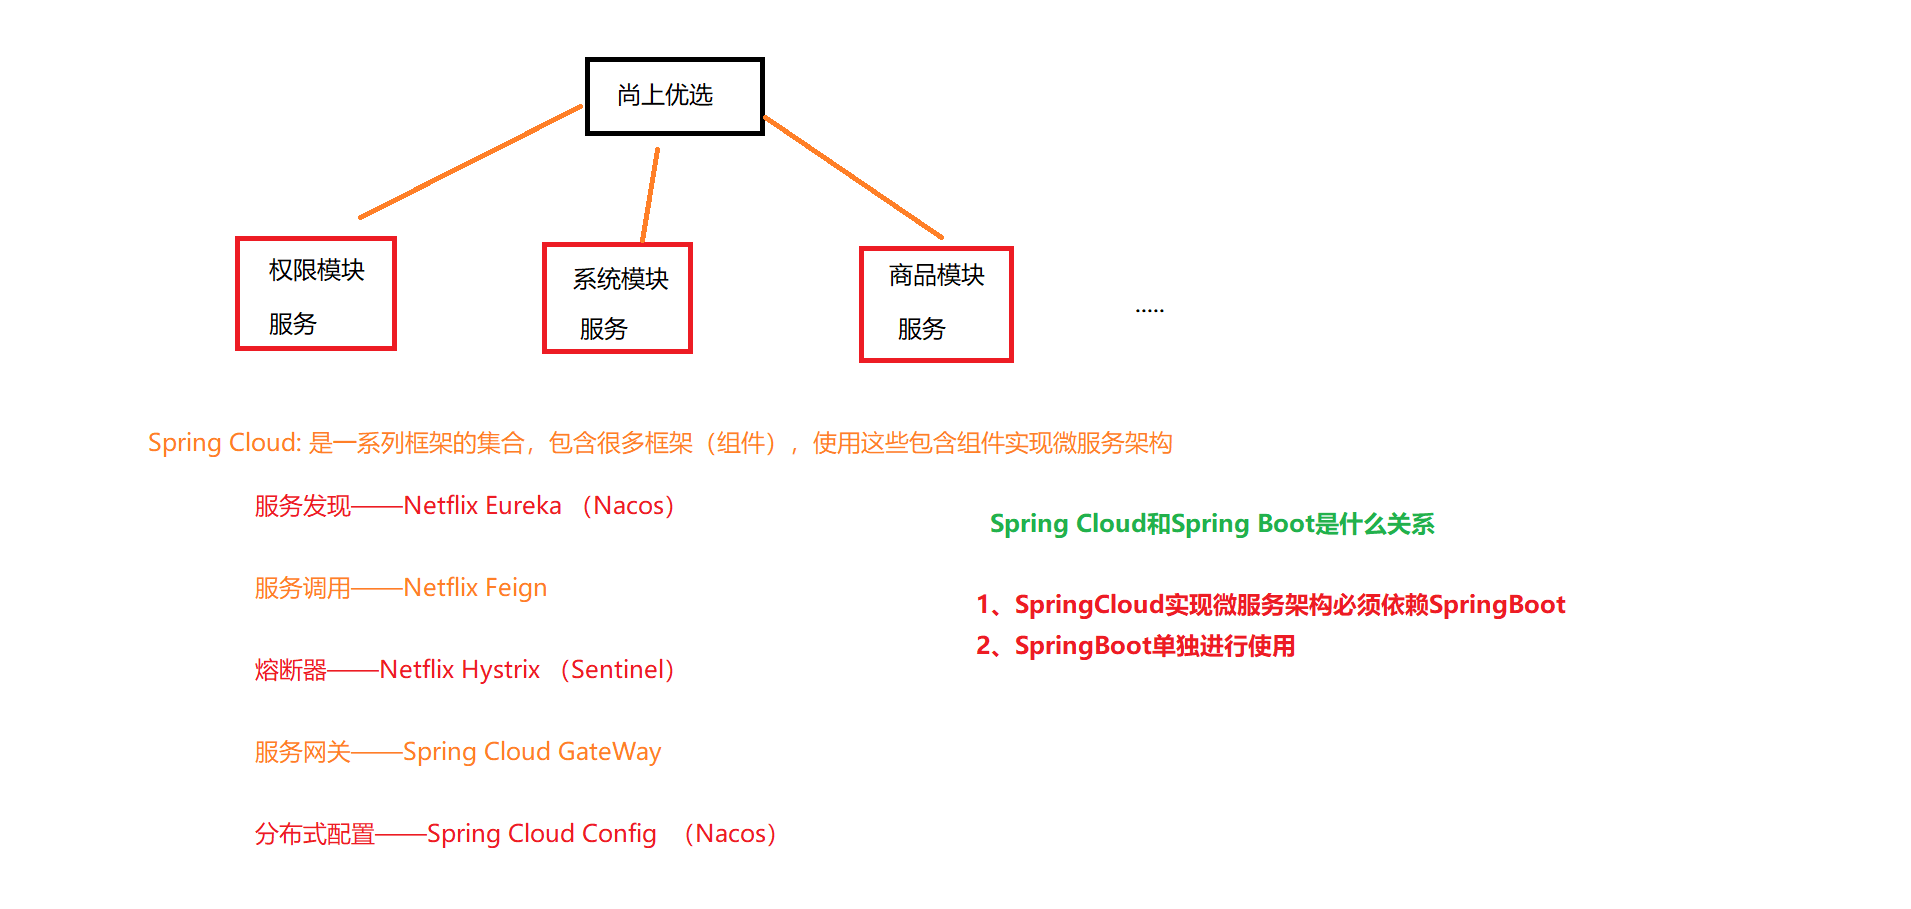 尚上优选
权限模块
服务
系统模块
服务
商品模块
服务
.....
Spring Cloud: 是一系列框架的集合，包含很多框架（组件），使用这些包含组件实现微服务架构
服务发现——Netflix Eureka （Nacos）
服务调用——Netflix Feign
熔断器——Netflix Hystrix （Sentinel）
服务网关——Spring Cloud GateWay
分布式配置——Spring Cloud Config （Nacos）
Spring Cloud和Spring Boot是什么关系
1、SpringCloud实现微服务架构必须依赖SpringBoot
2、SpringBoot单独进行使用